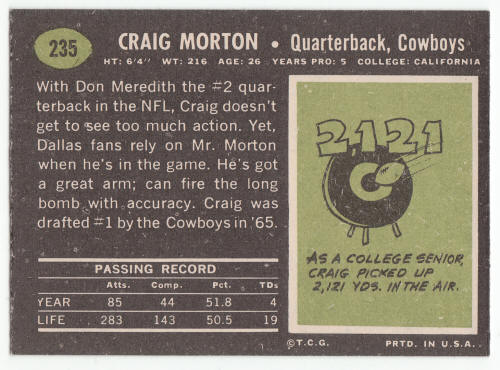 235
CRAIG MORTON • Quarterback, Cowboys
HT: 6'4" WT: 216 AGE: 26 YEARS PRO: 5 COLLEGE: CALIFORNIA
With Don Meredith the #2 quar-
terback in the NFL, Craig doesn't
get to see too much action. Yet,
Dallas fans rely on Mr. Morton
when he's in the game. He's got
a great arm; can fire the long
bomb with accuracy. Craig was
drafted #1 by the Cowboys in '65.
PASSING RECORD
Atts. Comp. Pct. TDs
YEAR 85 44 51.8 4
LIFE 283 143 50.5 19
2,121
C
AS A COLLEGE SENIOR,
CRAIG PICKED UP
2,121 YDS. IN THE AIR.
©T.C.G. PRTD. IN U.S.A.